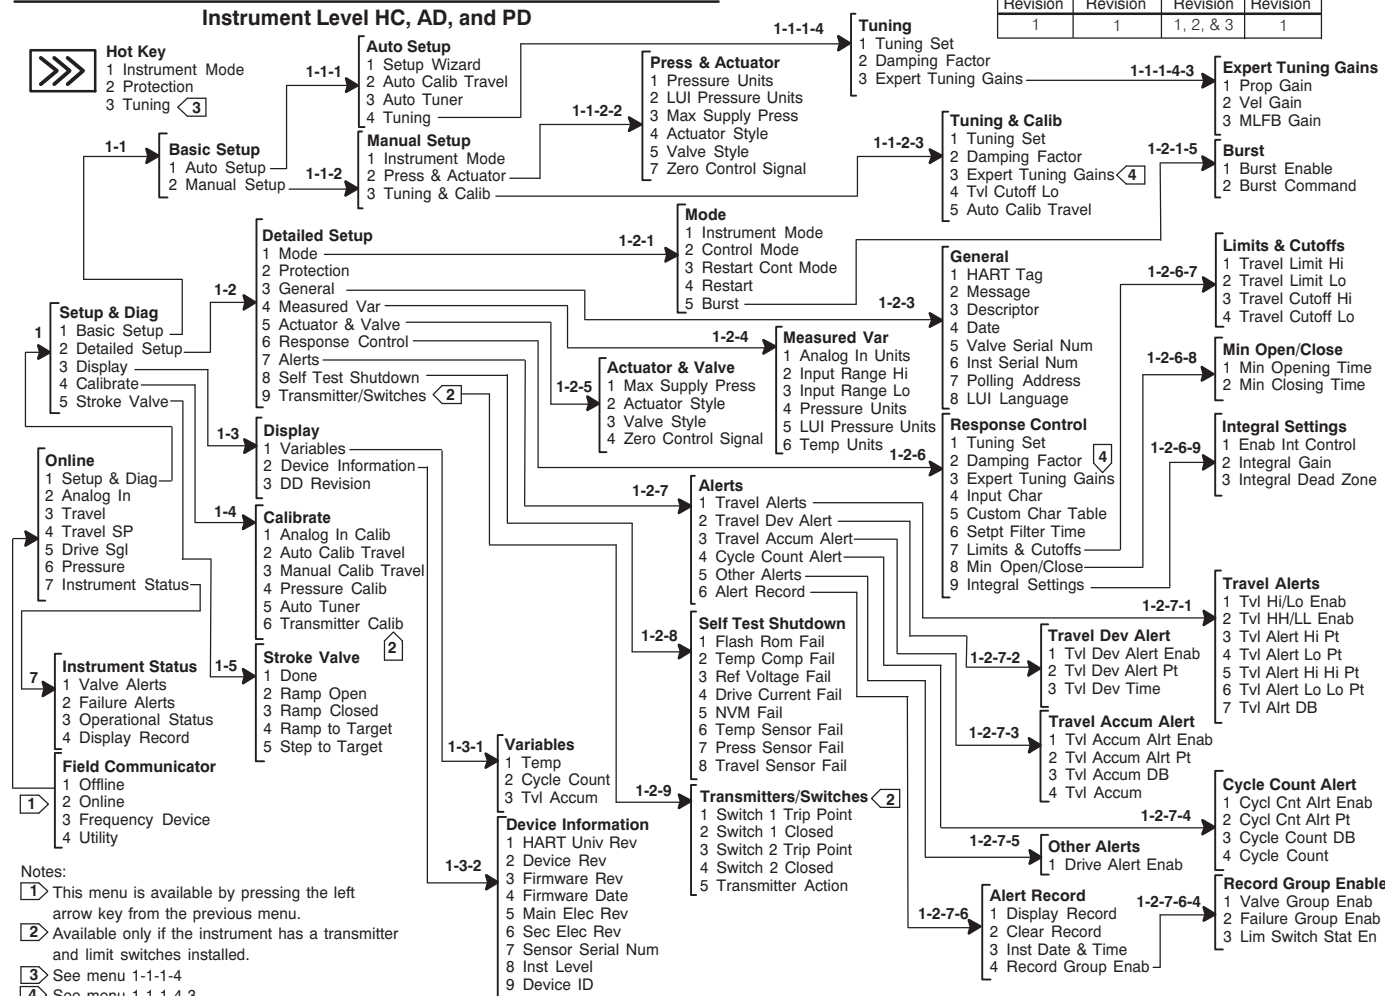 Instrument Level HC, AD, and PD
Revision Revision Revision Revision
1 1 1, 2, & 3 1
Hot Key
1 Instrument Mode
2 Protection
3 Tuning 3
1-1
Basic Setup
1 Auto Setup
2 Manual Setup
1-1-1
Auto Setup
1 Setup Wizard
2 Auto Calib Travel
3 Auto Tuner
4 Tuning
1-1-2
Manual Setup
1 Instrument Mode
2 Press & Actuator
3 Tuning & Calib
1-1-2-2
Press & Actuator
1 Pressure Units
2 LUI Pressure Units
3 Max Supply Press
4 Actuator Style
5 Valve Style
7 Zero Control Signal
1-1-1-4
Tuning
1 Tuning Set
2 Damping Factor
3 Expert Tuning Gains
1-1-1-4-3
Expert Tuning Gains
1 Prop Gain
2 Vel Gain
3 MLFB Gain
1-1-2-3
Tuning & Calib
1 Tuning Set
2 Damping Factor
3 Expert Tuning Gains 4
4 Tvl Cutoff Lo
5 Auto Calib Travel
1-2-1-5
Burst
1 Burst Enable
2 Burst Command
1
Setup & Diag
1 Basic Setup
2 Detailed Setup
3 Display
4 Calibrate
5 Stroke Valve
1-2
Detailed Setup
1 Mode
2 Protection
3 General
4 Measured Var
5 Actuator & Valve
6 Response Control
7 Alerts
8 Self Test Shutdown
9 Transmitter/Switches 2
1-2-1
Mode
1 Instrument Mode
2 Control Mode
3 Restart Cont Mode
4 Restart
5 Burst
1-2-3
General
1 HART Tag
2 Message
3 Descriptor
4 Date
5 Valve Serial Num
6 Inst Serial Num
7 Polling Address
8 LUI Language
1-2-4
Measured Var
1 Analog In Units
2 Input Range Hi
3 Input Range Lo
4 Pressure Units
5 LUI Pressure Units
6 Temp Units
1-2-5
Actuator & Valve
1 Max Supply Press
2 Actuator Style
3 Valve Style
4 Zero Control Signal
1-2-6
Response Control
1 Tuning Set
2 Damping Factor
3 Expert Tuning Gains 4
4 Input Char
5 Custom Char Table
6 Setpt Filter Time
7 Limits & Cutoffs
8 Min Open/Close
9 Integral Settings
1-2-6-7
Limits & Cutoffs
1 Travel Limit Hi
2 Travel Limit Lo
3 Travel Cutoff Hi
4 Travel Cutoff Lo
1-2-6-8
Min Open/Close
1 Min Opening Time
2 Min Closing Time
1-2-6-9
Integral Settings
1 Enab Int Control
2 Integral Gain
3 Integral Dead Zone
1-3
Display
1 Variables
2 Device Information
3 DD Revision
Online
1 Setup & Diag
2 Analog In
3 Travel
4 Travel SP
5 Drive Sgl
6 Pressure
7 Instrument Status
1-4
Calibrate
1 Analog In Calib
2 Auto Calib Travel
3 Manual Calib Travel
4 Pressure Calib
5 Auto Tuner
6 Transmitter Calib
2
1-5
Stroke Valve
1 Done
2 Ramp Open
3 Ramp Closed
4 Ramp to Target
5 Step to Target
7
Instrument Status
1 Valve Alerts
2 Failure Alerts
3 Operational Status
4 Display Record
Field Communicator
1 Offline
2 Online
3 Frequency Device
4 Utility
1
1-2-7
Alerts
1 Travel Alerts
2 Travel Dev Alert
3 Travel Accum Alert
4 Cycle Count Alert
5 Other Alerts
6 Alert Record
1-2-8
Self Test Shutdown
1 Flash Rom Fail
2 Temp Comp Fail
3 Ref Voltage Fail
4 Drive Current Fail
5 NVM Fail
6 Temp Sensor Fail
7 Press Sensor Fail
8 Travel Sensor Fail
1-2-9
Transmitters/Switches 2
1 Switch 1 Trip Point
2 Switch 1 Closed
3 Switch 2 Trip Point
4 Switch 2 Closed
5 Transmitter Action
1-3-1
Variables
1 Temp
2 Cycle Count
3 Tvl Accum
1-3-2
Device Information
1 HART Univ Rev
2 Device Rev
3 Firmware Rev
4 Firmware Date
5 Main Elec Rev
6 Sec Elec Rev
7 Sensor Serial Num
8 Inst Level
9 Device ID
1-2-7-1
Travel Alerts
1 Tvl Hi/Lo Enab
2 Tvl HH/LL Enab
3 Tvl Alert Hi Pt
4 Tvl Alert Lo Pt
5 Tvl Alert Hi Hi Pt
6 Tvl Alert Lo Lo Pt
7 Tvl Alrt DB
1-2-7-2
Travel Dev Alert
1 Tvl Dev Alert Enab
2 Tvl Dev Alert Pt
3 Tvl Dev Time
1-2-7-3
Travel Accum Alert
1 Tvl Accum Alrt Enab
2 Tvl Accum Alrt Pt
3 Tvl Accum DB
4 Tvl Accum
1-2-7-4
Cycle Count Alert
1 Cycl Cnt Alrt Enab
2 Cycl Cnt Alrt Pt
3 Cycle Count DB
4 Cycle Count
1-2-7-5
Other Alerts
1 Drive Alert Enab
1-2-7-6
Alert Record
1 Display Record
2 Clear Record
3 Inst Date & Time
4 Record Group Enab
1-2-7-6-4
Record Group Enable
1 Valve Group Enab
2 Failure Group Enab
3 Lim Switch Stat En
Notes:
1 This menu is available by pressing the left
arrow key from the previous menu.
2 Available only if the instrument has a transmitter
and limit switches installed.
3 See menu 1-1-1-4
4 See menu 1-1-1-4-3